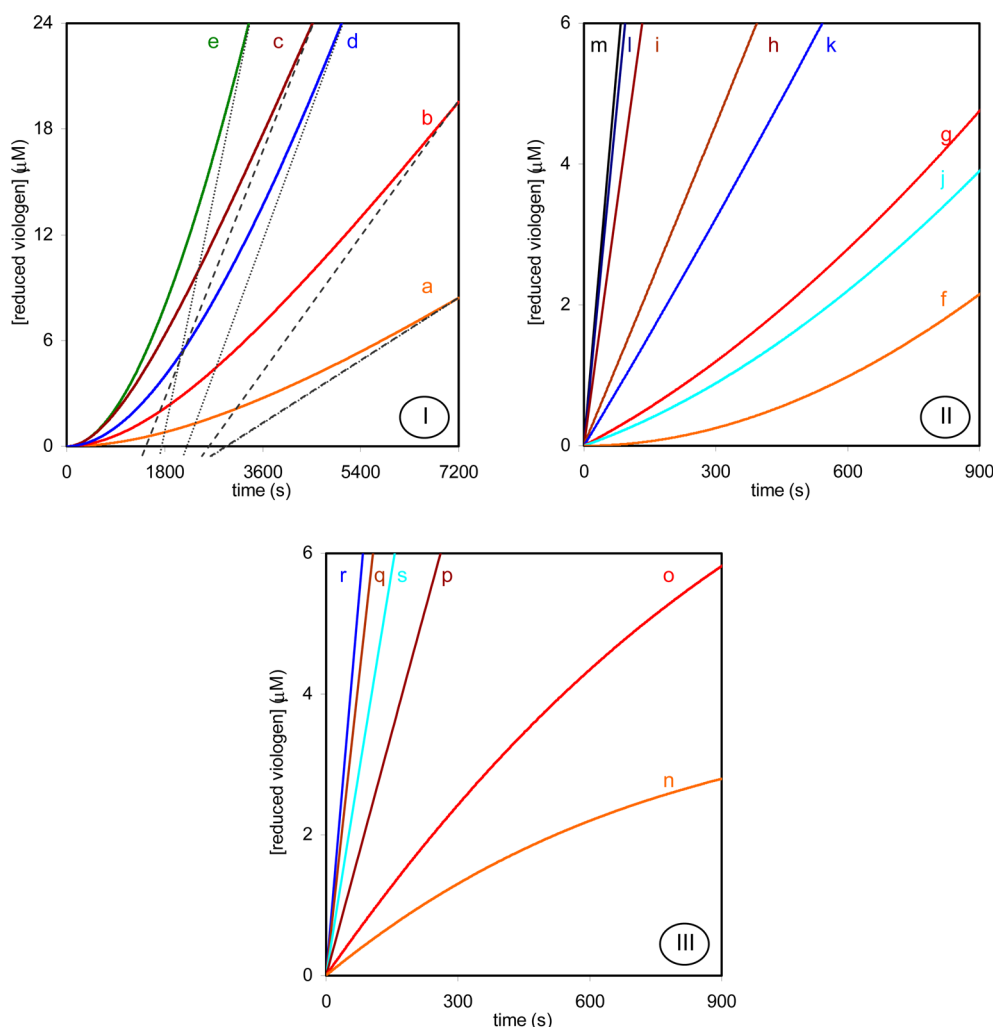 24
18
12
6
0
[reduced viologen] (µM)
e
c
d
b
a
I
0
1800
3600
5400
7200
time (s)
6
4
2
0
[reduced viologen] (µM)
m
l
i
h
k
g
j
f
II
0
300
600
900
time (s)
6
4
2
0
[reduced viologen] (µM)
r
q
s
p
o
n
III
0
300
600
900
time (s)